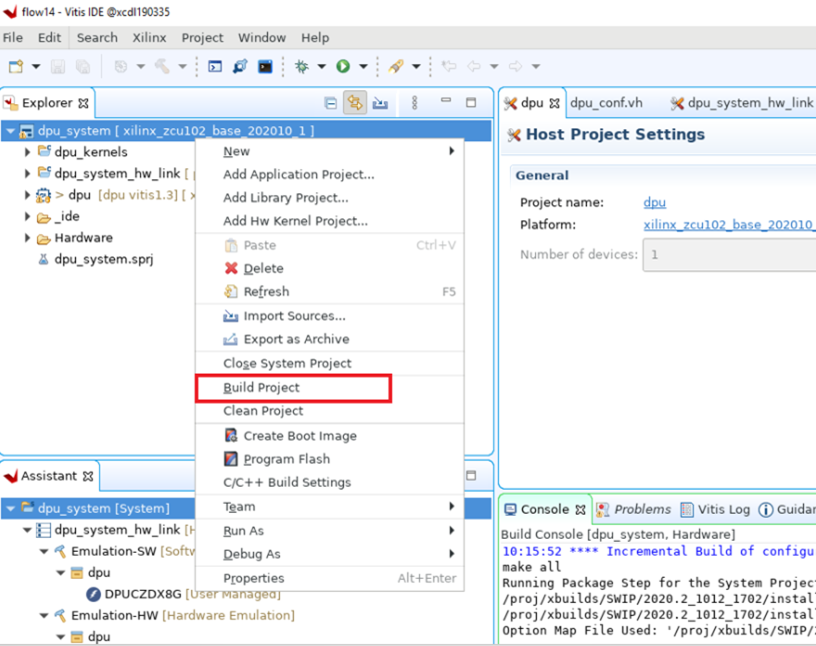 flow14 - Vitis IDE @xcdl190335
File Edit Search Xilinx Project Window Help
Explorer
dpu_system [ xilinx_zcu102_base_202010_1 ]
dpu_kernels
dpu_system_hw_link [
> dpu [dpu vitis1.3] [
_ide
Hardware
dpu_system.sprj
New
Add Application Project...
Add Library Project...
Add Hw Kernel Project...
Paste Ctrl+V
Delete
Refresh F5
Import Sources...
Export as Archive
Close System Project
Build Project
Clean Project
Create Boot Image
Program Flash
C/C++ Build Settings
Team
Run As
Debug As
Properties Alt+Enter
dpu dpu_conf.vh dpu_system_hw_link
Host Project Settings
General
Project name: dpu
Platform: xilinx_zcu102_base_202010_
Number of devices: 1
Assistant
dpu_system [System]
dpu_system_hw_link [H
Emulation-SW [Softw
dpu
DPUCZDX8G [User Managed]
Emulation-HW [Hardware Emulation]
dpu
Console Problems Vitis Log Guidan
Build Console [dpu_system, Hardware]
10:15:52 **** Incremental Build of configu
make all
Running Package Step for the System Project
/proj/xbuilds/SWIP/2020.2_1012_1702/install
/proj/xbuilds/SWIP/2020.2_1012_1702/install
Option Map File Used: '/proj/xbuilds/SWIP/2